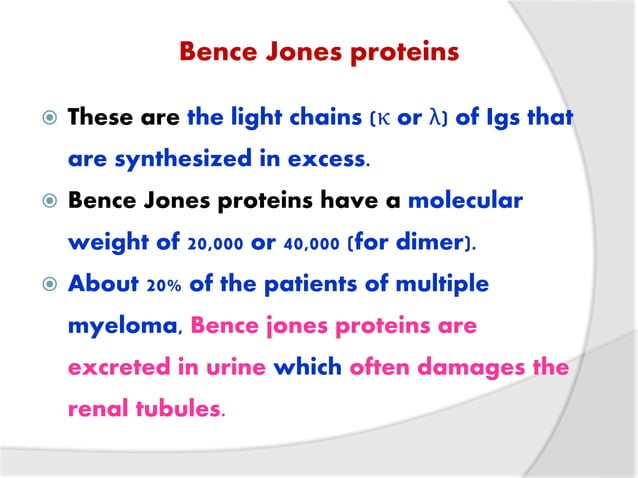 Bence Jones proteins
These are the light chains (κ or λ) of Igs that
are synthesized in excess.
Bence Jones proteins have a molecular
weight of 20,000 or 40,000 (for dimer).
About 20% of the patients of multiple
myeloma, Bence jones proteins are
excreted in urine which often damages the
renal tubules.